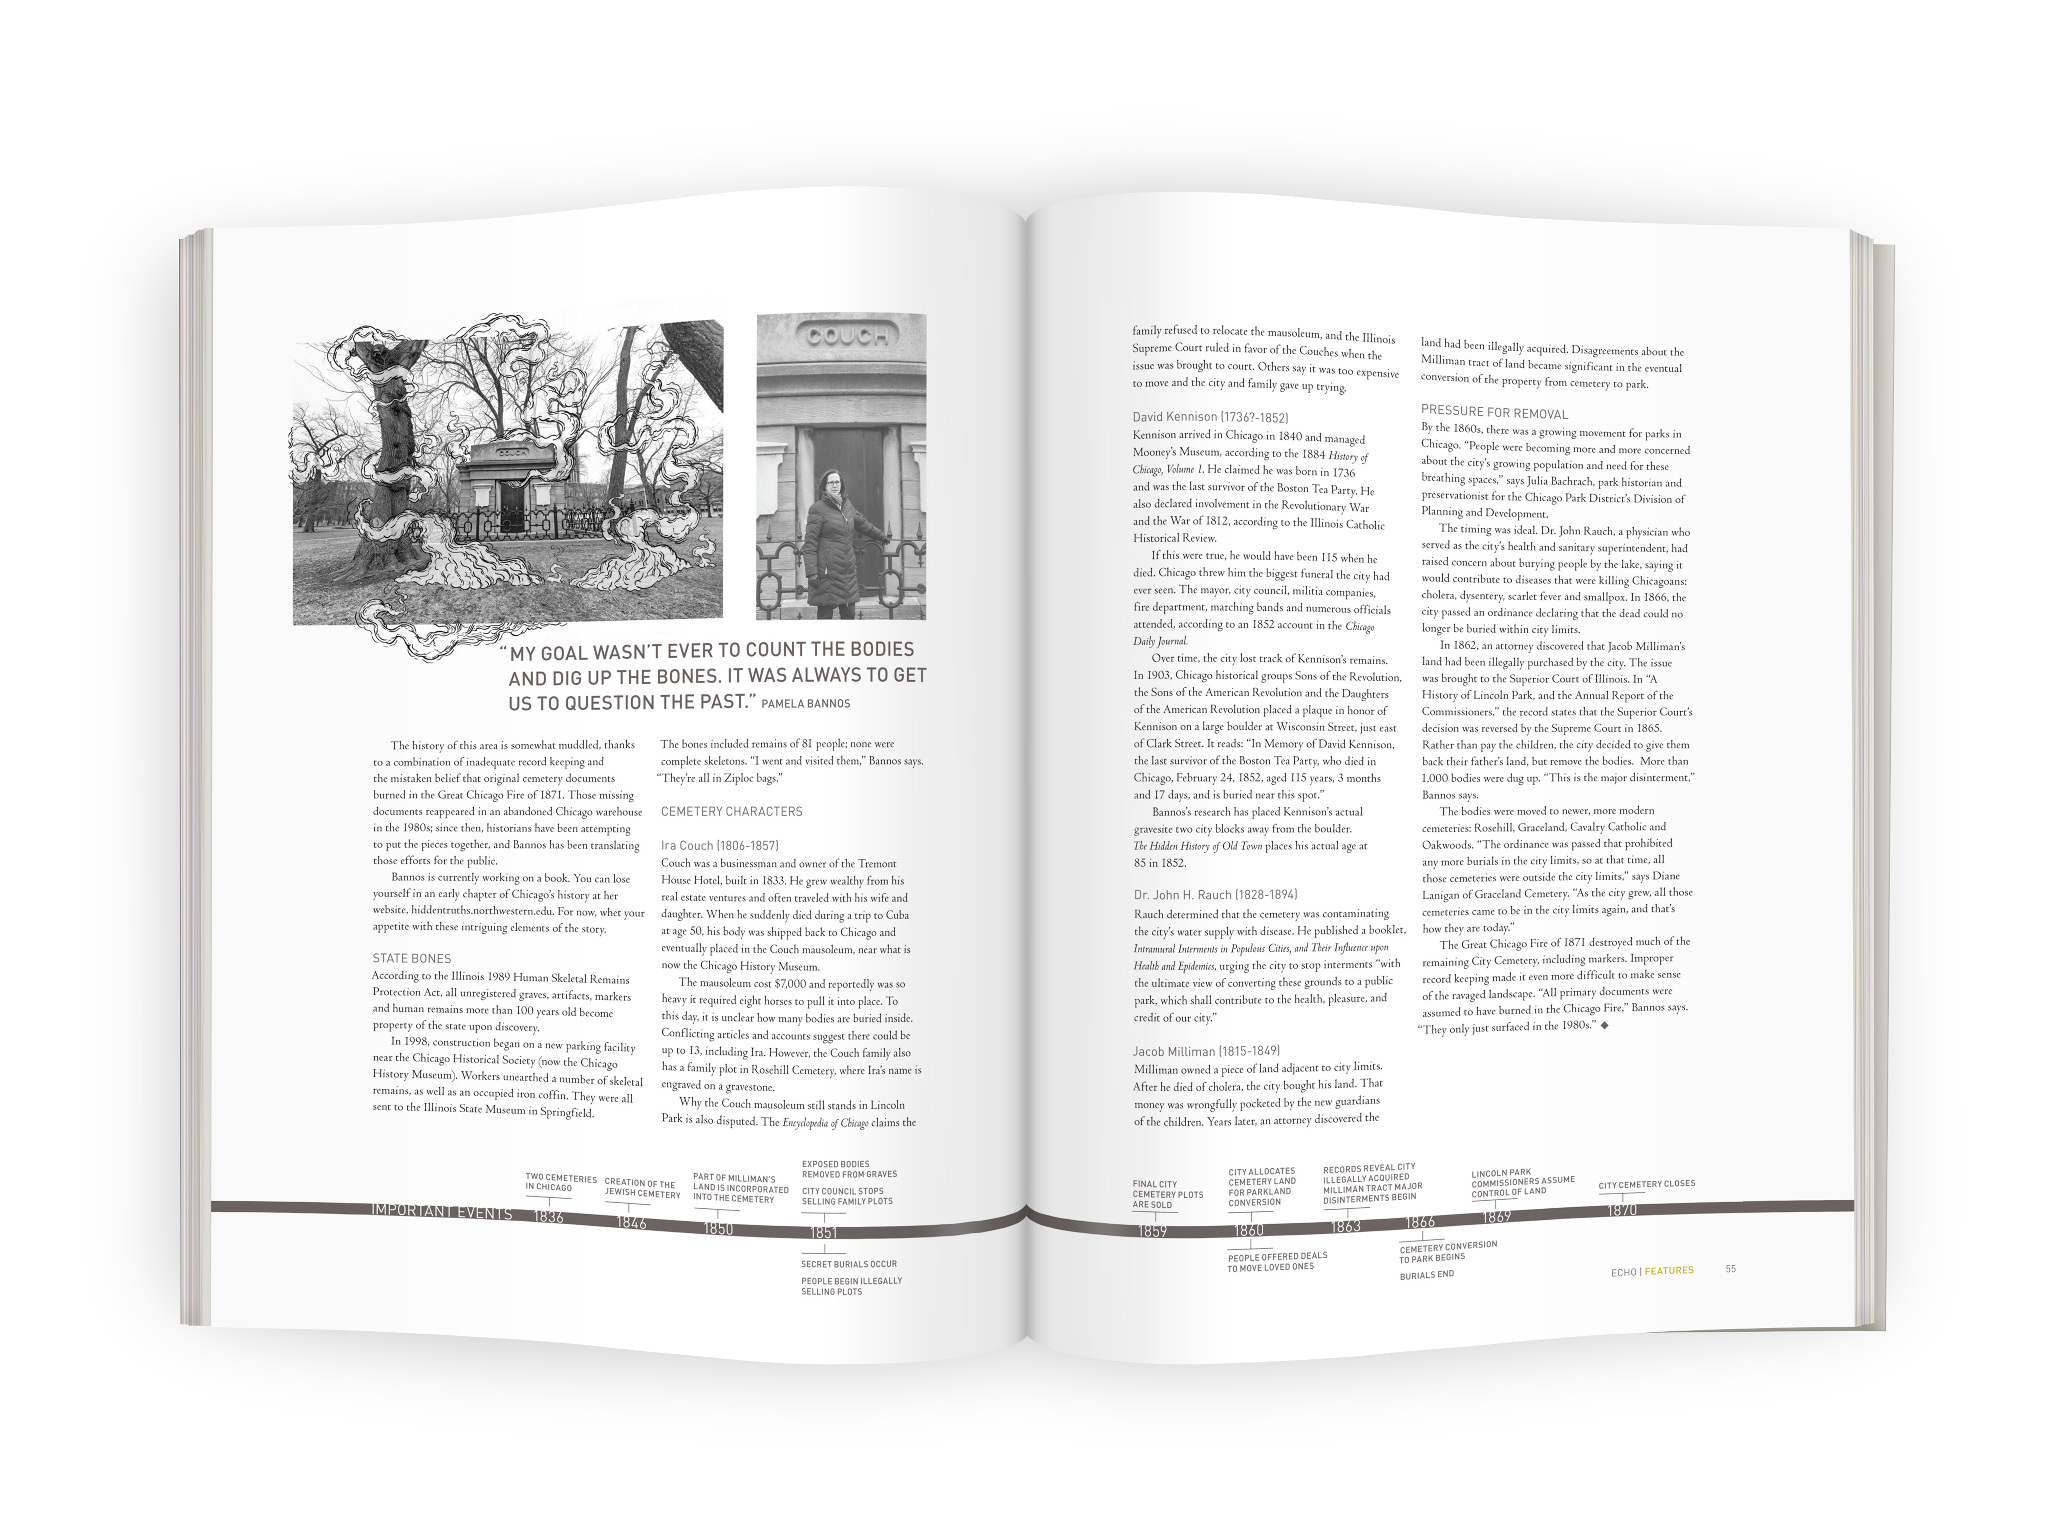 COUCH
COUCH
“MY GOAL WASN’T EVER TO COUNT THE BODIES
AND DIG UP THE BONES. IT WAS ALWAYS TO GET
US TO QUESTION THE PAST.” PAMELA BANNOS
The history of this area is somewhat muddled, thanks
to a combination of inadequate record keeping and
the mistaken belief that original cemetery documents
burned in the Great Chicago Fire of 1871. Those missing
documents reappeared in an abandoned Chicago warehouse
in the 1980s; since then, historians have been attempting
to put the pieces together, and Bannos has been translating
those efforts for the public.
Bannos is currently working on a book. You can lose
yourself in an early chapter of Chicago’s history at her
website, hiddentruths.northwestern.edu. For now, whet your
appetite with these intriguing elements of the story.
STATE BONES
According to the Illinois 1989 Human Skeletal Remains
Protection Act, all unregistered graves, artifacts, markers
and human remains more than 100 years old become
property of the state upon discovery.
In 1998, construction began on a new parking facility
near the Chicago Historical Society (now the Chicago
History Museum). Workers unearthed a number of skeletal
remains, as well as an occupied iron coffin. They were all
sent to the Illinois State Museum in Springfield.
The bones included remains of 81 people; none were
complete skeletons. “I went and visited them,” Bannos says.
“They’re all in Ziploc bags.”
CEMETERY CHARACTERS
Ira Couch (1806-1857)
Couch was a businessman and owner of the Tremont
House Hotel, built in 1833. He grew wealthy from his
real estate ventures and often traveled with his wife and
daughter. When he suddenly died during a trip to Cuba
at age 50, his body was shipped back to Chicago and
eventually placed in the Couch mausoleum, near what is
now the Chicago History Museum.
The mausoleum cost $7,000 and reportedly was so
heavy it required eight horses to pull it into place. To
this day, it is unclear how many bodies are buried inside.
Conflicting articles and accounts suggest there could be
up to 13, including Ira. However, the Couch family also
has a family plot in Rosehill Cemetery, where Ira’s name is
engraved on a gravestone.
Why the Couch mausoleum still stands in Lincoln
Park is also disputed. The Encyclopedia of Chicago claims the
family refused to relocate the mausoleum, and the Illinois
Supreme Court ruled in favor of the Couches when the
issue was brought to court. Others say it was too expensive
to move and the city and family gave up trying.
David Kennison (1736?-1852)
Kennison arrived in Chicago in 1840 and managed
Mooney’s Museum, according to the 1884 History of
Chicago, Volume 1. He claimed he was born in 1736
and was the last survivor of the Boston Tea Party. He
also declared involvement in the Revolutionary War
and the War of 1812, according to the Illinois Catholic
Historical Review.
If this were true, he would have been 115 when he
died. Chicago threw him the biggest funeral the city had
ever seen. The mayor, city council, militia companies,
fire department, marching bands and numerous officials
attended, according to an 1852 account in the Chicago
Daily Journal.
Over time, the city lost track of Kennison’s remains.
In 1903, Chicago historical groups Sons of the Revolution,
the Sons of the American Revolution and the Daughters
of the American Revolution placed a plaque in honor of
Kennison on a large boulder at Wisconsin Street, just east
of Clark Street. It reads: “In Memory of David Kennison,
the last survivor of the Boston Tea Party, who died in
Chicago, February 24, 1852, aged 115 years, 3 months
and 17 days, and is buried near this spot.”
Bannos’s research has placed Kennison’s actual
gravesite two city blocks away from the boulder.
The Hidden History of Old Town places his actual age at
85 in 1852.
Dr. John H. Rauch (1828-1894)
Rauch determined that the cemetery was contaminating
the city’s water supply with disease. He published a booklet,
Intramural Interments in Populous Cities, and Their Influence upon
Health and Epidemics, urging the city to stop interments “with
the ultimate view of converting these grounds to a public
park, which shall contribute to the health, pleasure, and
credit of our city.”
Jacob Milliman (1815-1849)
Milliman owned a piece of land adjacent to city limits.
After he died of cholera, the city bought his land. That
money was wrongfully pocketed by the new guardians
of the children. Years later, an attorney discovered the
land had been illegally acquired. Disagreements about the
Milliman tract of land became significant in the eventual
conversion of the property from cemetery to park.
PRESSURE FOR REMOVAL
By the 1860s, there was a growing movement for parks in
Chicago. “People were becoming more and more concerned
about the city’s growing population and need for these
breathing spaces,” says Julia Bachrach, park historian and
preservationist for the Chicago Park District’s Division of
Planning and Development.
The timing was ideal. Dr. John Rauch, a physician who
served as the city’s health and sanitary superintendent, had
raised concern about burying people by the lake, saying it
would contribute to diseases that were killing Chicagoans:
cholera, dysentery, scarlet fever and smallpox. In 1866, the
city passed an ordinance declaring that the dead could no
longer be buried within city limits.
In 1862, an attorney discovered that Jacob Milliman’s
land had been illegally purchased by the city. The issue
was brought to the Superior Court of Illinois. In “A
History of Lincoln Park, and the Annual Report of the
Commissioners,” the record states that the Superior Court’s
decision was reversed by the Supreme Court in 1865.
Rather than pay the children, the city decided to give them
back their father’s land, but remove the bodies. More than
1,000 bodies were dug up. “This is the major disinterment,”
Bannos says.
The bodies were moved to newer, more modern
cemeteries: Rosehill, Graceland, Cavalry Catholic and
Oakwoods. “The ordinance was passed that prohibited
any more burials in the city limits, so at that time, all
those cemeteries were outside the city limits,” says Diane
Lanigan of Graceland Cemetery. “As the city grew, all those
cemeteries came to be in the city limits again, and that’s
how they are today.”
The Great Chicago Fire of 1871 destroyed much of the
remaining City Cemetery, including markers. Improper
record keeping made it even more difficult to make sense
of the ravaged landscape. “All primary documents were
assumed to have burned in the Chicago Fire,” Bannos says.
“They only just surfaced in the 1980s.” ◆
IMPORTANT EVENTS
TWO CEMETERIES
IN CHICAGO
1836
CREATION OF THE
JEWISH CEMETERY
1846
PART OF MILLIMAN’S
LAND IS INCORPORATED
INTO THE CEMETERY
1850
EXPOSED BODIES
REMOVED FROM GRAVES
CITY COUNCIL STOPS
SELLING FAMILY PLOTS
1851
SECRET BURIALS OCCUR
PEOPLE BEGIN ILLEGALLY
SELLING PLOTS
FINAL CITY
CEMETERY PLOTS
ARE SOLD
1859
CITY ALLOCATES
CEMETERY LAND
FOR PARKLAND
CONVERSION
1860
PEOPLE OFFERED DEALS
TO MOVE LOVED ONES
RECORDS REVEAL CITY
ILLEGALLY ACQUIRED
MILLIMAN TRACT MAJOR
DISINTERMENTS BEGIN
1863
1866
CEMETERY CONVERSION
TO PARK BEGINS
BURIALS END
LINCOLN PARK
COMMISSIONERS ASSUME
CONTROL OF LAND
1869
CITY CEMETERY CLOSES
1870
ECHO | FEATURES 55